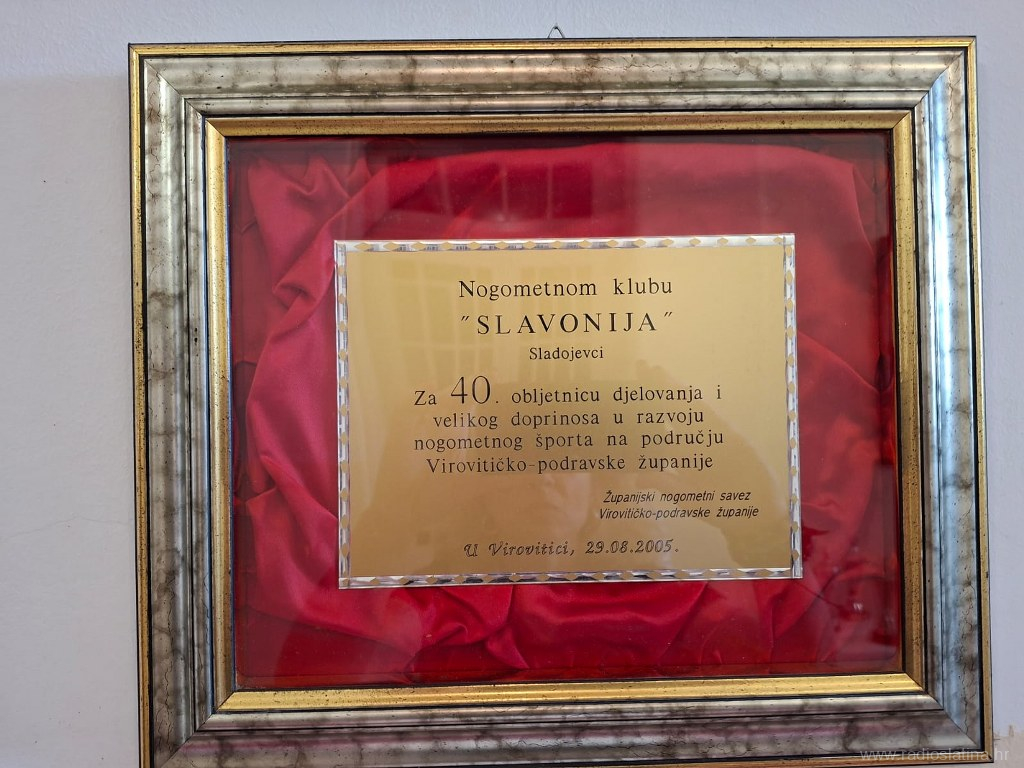 Nogometnom klubu
"SLAVONIJA"
Sladojevci
Za 40. obljetnicu djelovanja i
velikog doprinosa u razvoju
nogometnog športa na području
Virovitičko-podravske županije
Županijski nogometni savez
Virovitičko-podravske županije
U Virovitici, 29.08.2005.
www.radioslatina.hr